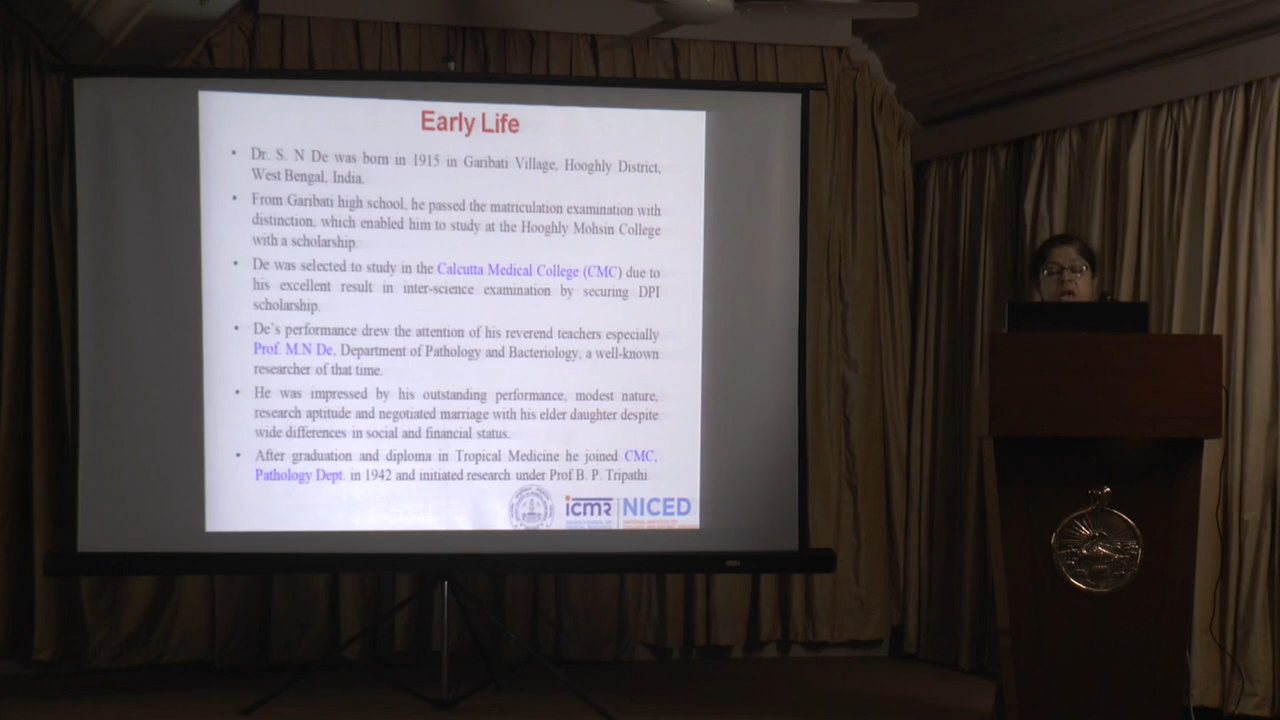 Early Life
• Dr. S. N De was born in 1915 in Garibati Village, Hooghly District,
West Bengal, India.
• From Garibati high school, he passed the matriculation examination with
distinction, which enabled him to study at the Hooghly Mohsin College
with a scholarship.
• De was selected to study in the Calcutta Medical College (CMC) due to
his excellent result in inter-science examination by securing DPI
scholarship.
• De's performance drew the attention of his reverend teachers especially
Prof. M.N De, Department of Pathology and Bacteriology, a well-known
researcher of that time.
• He was impressed by his outstanding performance, modest nature,
research aptitude and negotiated marriage with his elder daughter despite
wide differences in social and financial status.
• After graduation and diploma in Tropical Medicine he joined CMC,
Pathology Dept. in 1942 and initiated research under Prof B. P. Tripathi
icmr NICED